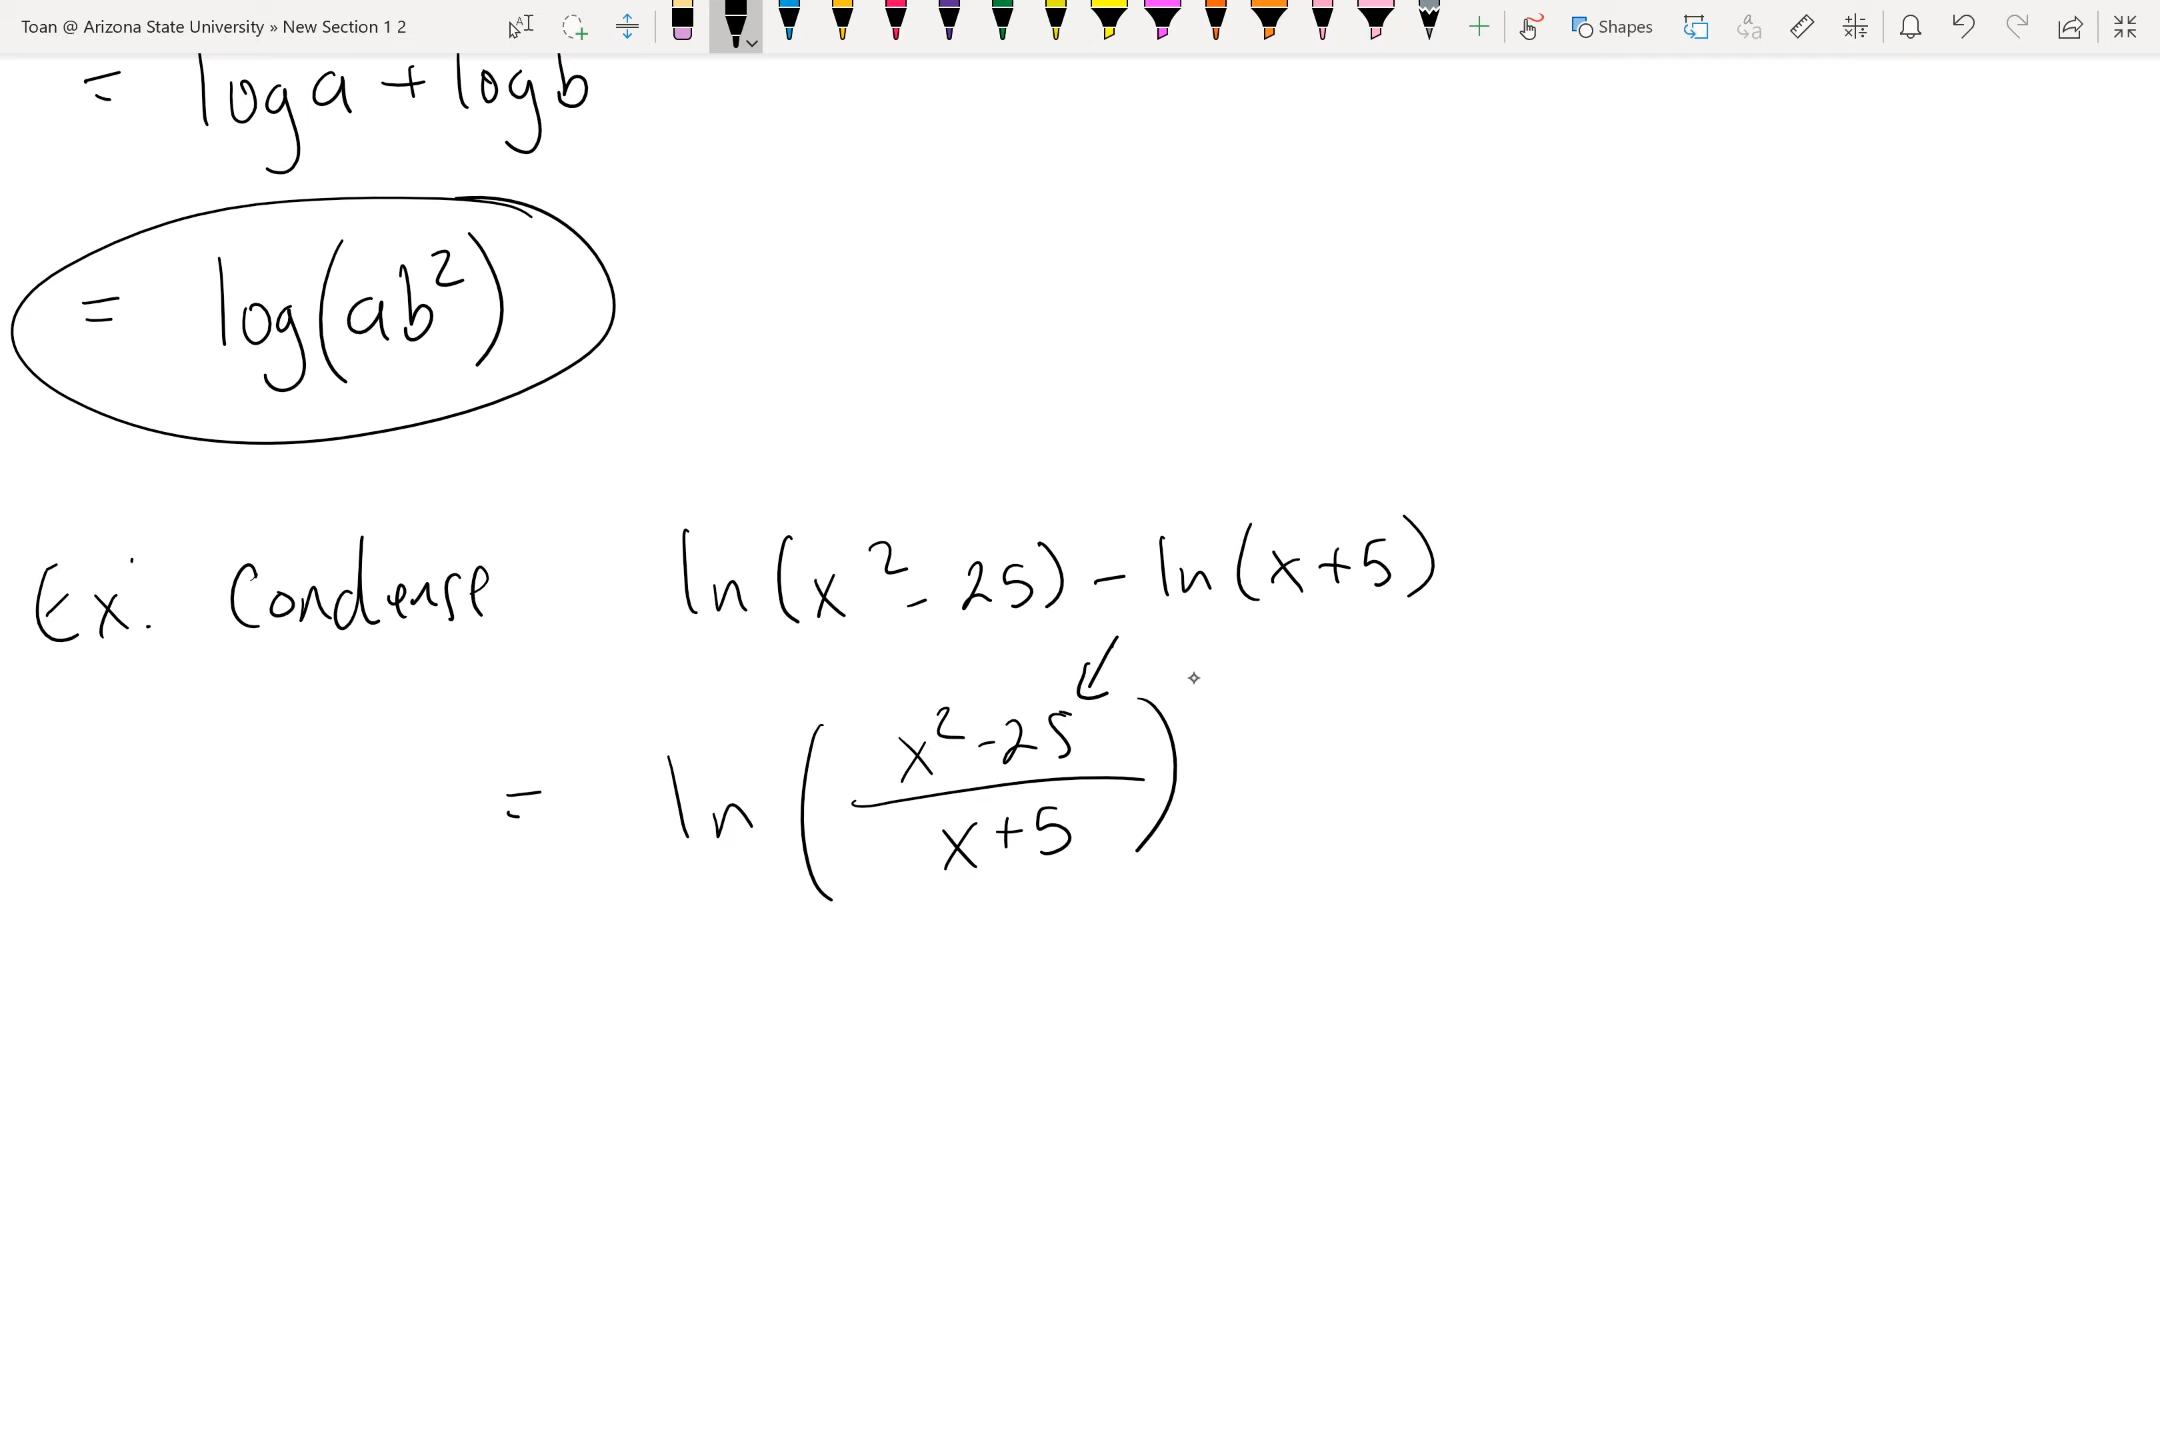 Toan @ Arizona State University » New Section 1 2
Shapes
= log a + log b
= log(ab²)
Ex: Condense ln(x² - 25) - ln(x+5)
= ln((x² - 25)/(x+5))